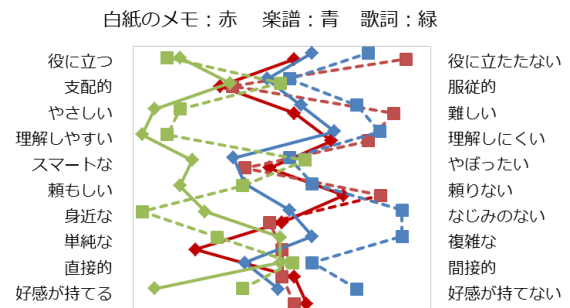 白紙のメモ：赤　楽譜：青　歌詞：緑
役に立つ　役に立たたない
支配的　服従的
やさしい　難しい
理解しやすい　理解しにくい
スマートな　やぼったい
頼もしい　頼りない
身近な　なじみのない
単純な　複雑な
直接的　間接的
好感が持てる　好感が持てない